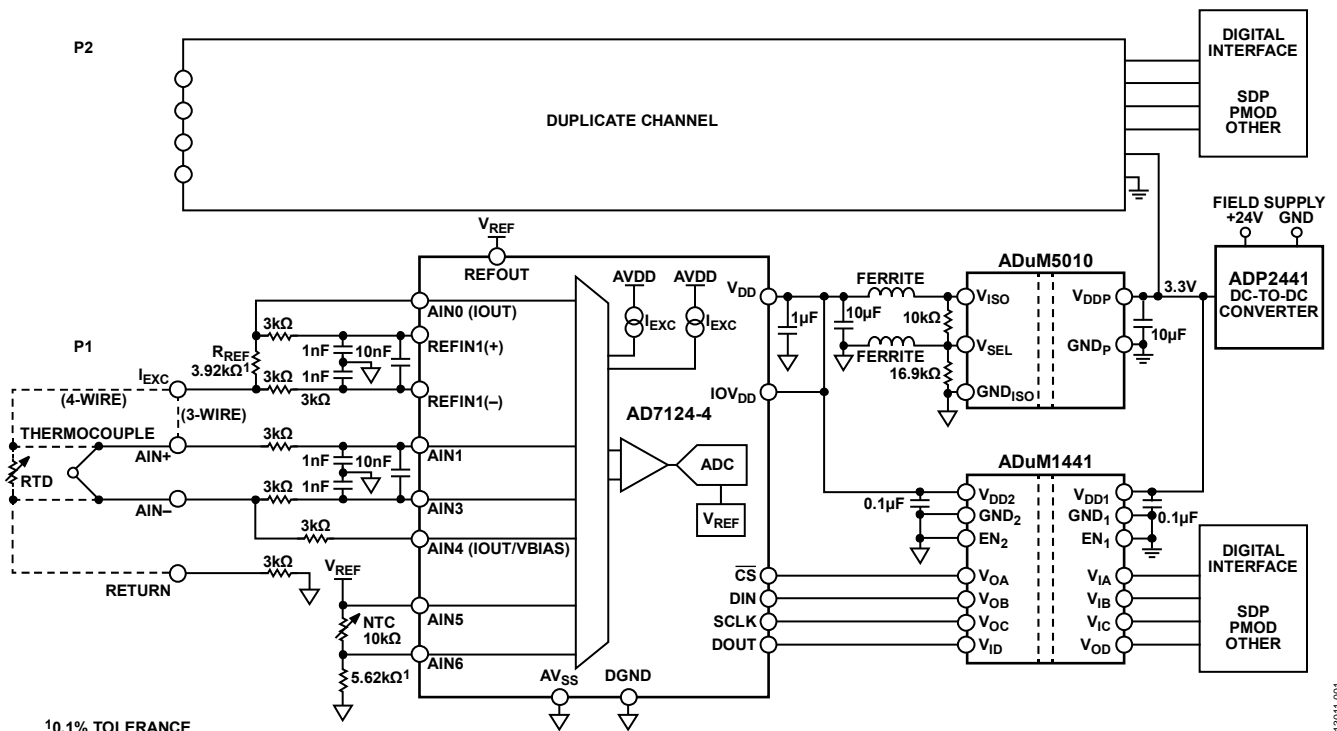 P2
DUPLICATE CHANNEL
DIGITAL
INTERFACE
SDP
PMOD
OTHER
FIELD SUPPLY
+24V GND
ADP2441
DC-TO-DC
CONVERTER
3.3V
VREF
REFOUT
AVDD AVDD
IEXC IEXC
AD7124-4
ADC
VREF
AIN0 (IOUT)
REFIN1(+)
REFIN1(–)
AIN1
AIN3
AIN4 (IOUT/VBIAS)
AIN5
AIN6
AVSS DGND
VDD
IOVDD
CS
DIN
SCLK
DOUT
P1
IEXC
(4-WIRE)
(3-WIRE)
THERMOCOUPLE
AIN+
RTD
AIN–
RETURN
RREF
3.92kΩ1
3kΩ
3kΩ
3kΩ
1nF 10nF
1nF
3kΩ
3kΩ
1nF 10nF
1nF
3kΩ
3kΩ
VREF
NTC
10kΩ
5.62kΩ1
1µF
10µF
FERRITE
FERRITE
10kΩ
16.9kΩ
ADuM5010
VISO
VSEL
GNDISO
VDDP
GNDP
10µF
ADuM1441
0.1µF
VDD2
GND2
EN2
VOA
VOB
VOC
VID
VDD1
GND1
EN1
VIA
VIB
VIC
VOD
0.1µF
DIGITAL
INTERFACE
SDP
PMOD
OTHER
10.1% TOLERANCE